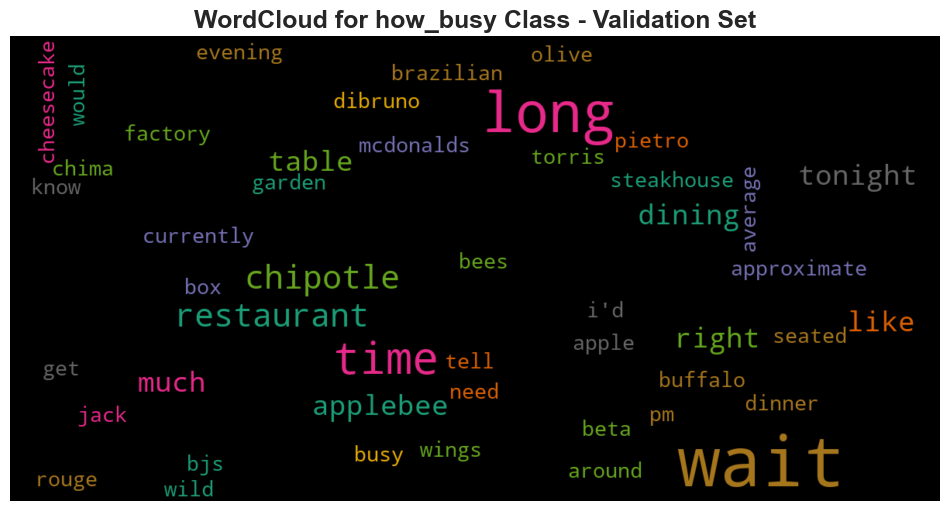 WordCloud for how_busy Class - Validation Set
evening
olive
cheesecake
would
brazilian
dibruno
long
factory
mcdonalds
pietro
table
torris
chima
know
garden
steakhouse
average
tonight
dining
currently
bees
approximate
chipotle
box
i'd
restaurant
like
right
seated
apple
time
tell
get
much
need
buffalo
jack
applebee
pm
dinner
beta
busy
wings
wait
bjs
around
rouge
wild